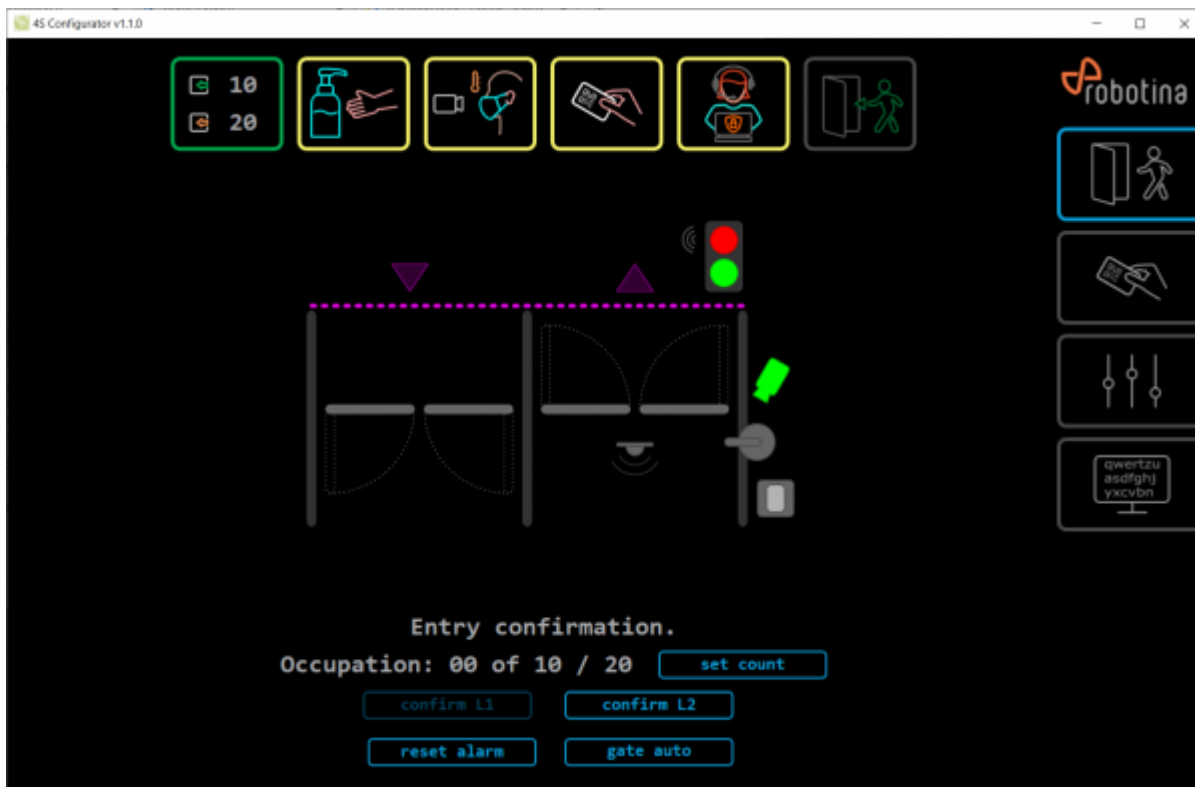 4S Configurator v1.1.0
10
20
robotina
qwertzu
asdfghj
yxcvbn
Entry confirmation.
Occupation: 00 of 10 / 20 set count
confirm L1 confirm L2
reset alarm gate auto